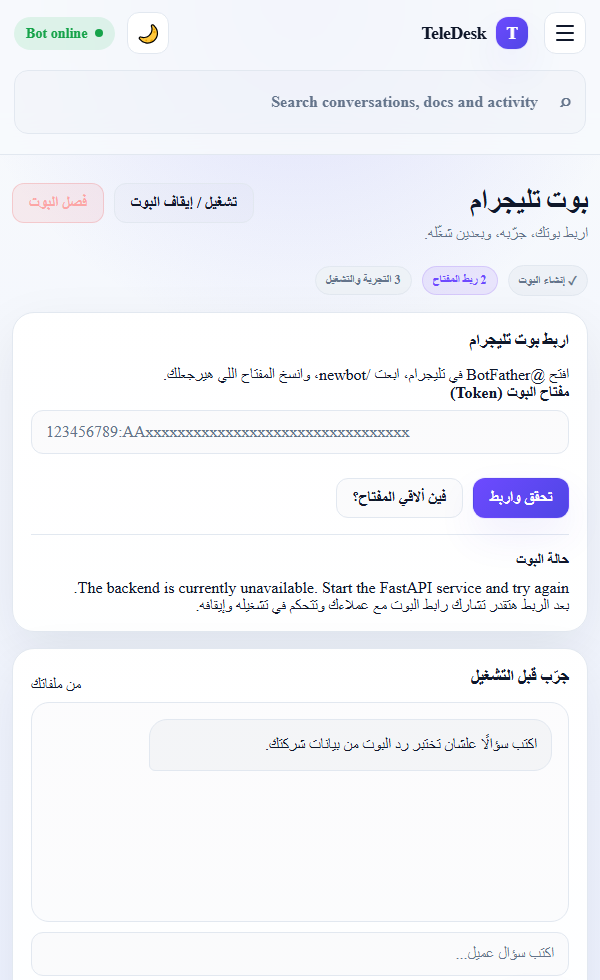 T TeleDesk
Bot online
Search conversations, docs and activity
بوت تليجرام
تشغيل / إيقاف البوت
فصل البوت
اربط بوتك، جرّبه، وبعدين شغّله.
✓ إنشاء البوت
2 ربط المفتاح
3 التجربة والتشغيل
اربط بوت تليجرام
افتح @BotFather في تليجرام، ابعت /newbot، وانسخ المفتاح اللي هيرجعلك.
مفتاح البوت (Token)
123456789:AAxxxxxxxxxxxxxxxxxxxxxxxxxxxxxxxxx
تحقق واربط
فين ألاقي المفتاح؟
حالة البوت
The backend is currently unavailable. Start the FastAPI service and try again.
بعد الربط هتقدر تشارك رابط البوت مع عملاءك وتتحكم في تشغيله وإيقافه.
جرّب قبل التشغيل
من ملفاتك
اكتب سؤالًا علشان تختبر رد البوت من بيانات شركتك.
اكتب سؤال عميل...